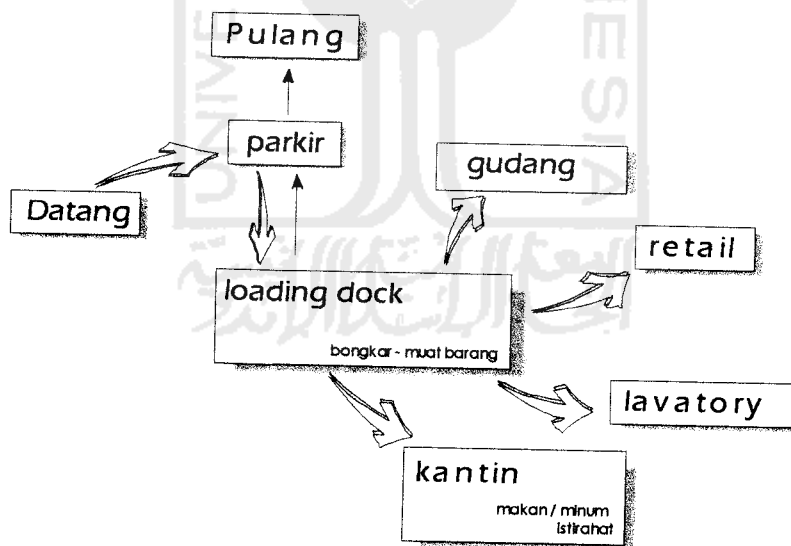 Pulang
parkir
gudang
Datang
retail
loading dock
bongkar - muat barang
lavatory
kantin
makan / minum
istirahat